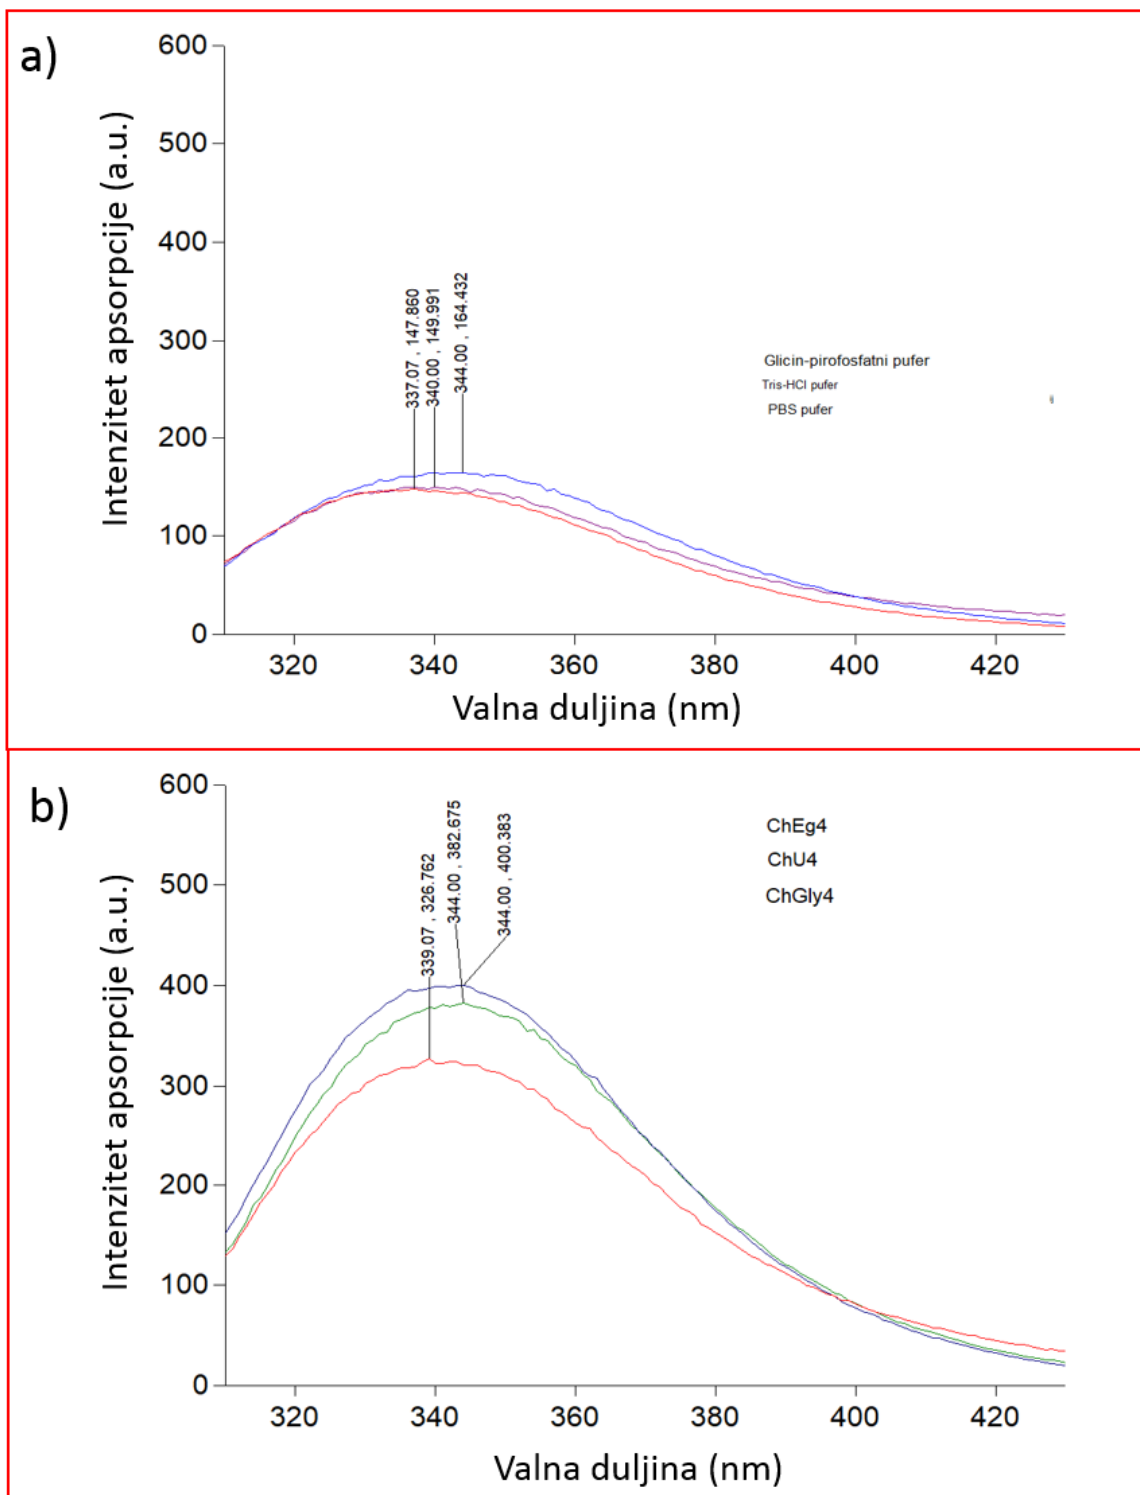 a)
600
500
400
300
200
100
0
Intenzitet apsorpcije (a.u.)
337.07 , 147.860
340.00 , 149.991
344.00 , 164.432
Glicin-pirofosfatni pufer
Tris-HCl pufer
PBS pufer
320 340 360 380 400 420
Valna duljina (nm)
b)
600
500
400
300
200
100
0
Intenzitet apsorpcije (a.u.)
339.07 , 326.762
344.00 , 382.675
344.00 , 400.383
ChEg4
ChU4
ChGly4
320 340 360 380 400 420
Valna duljina (nm)